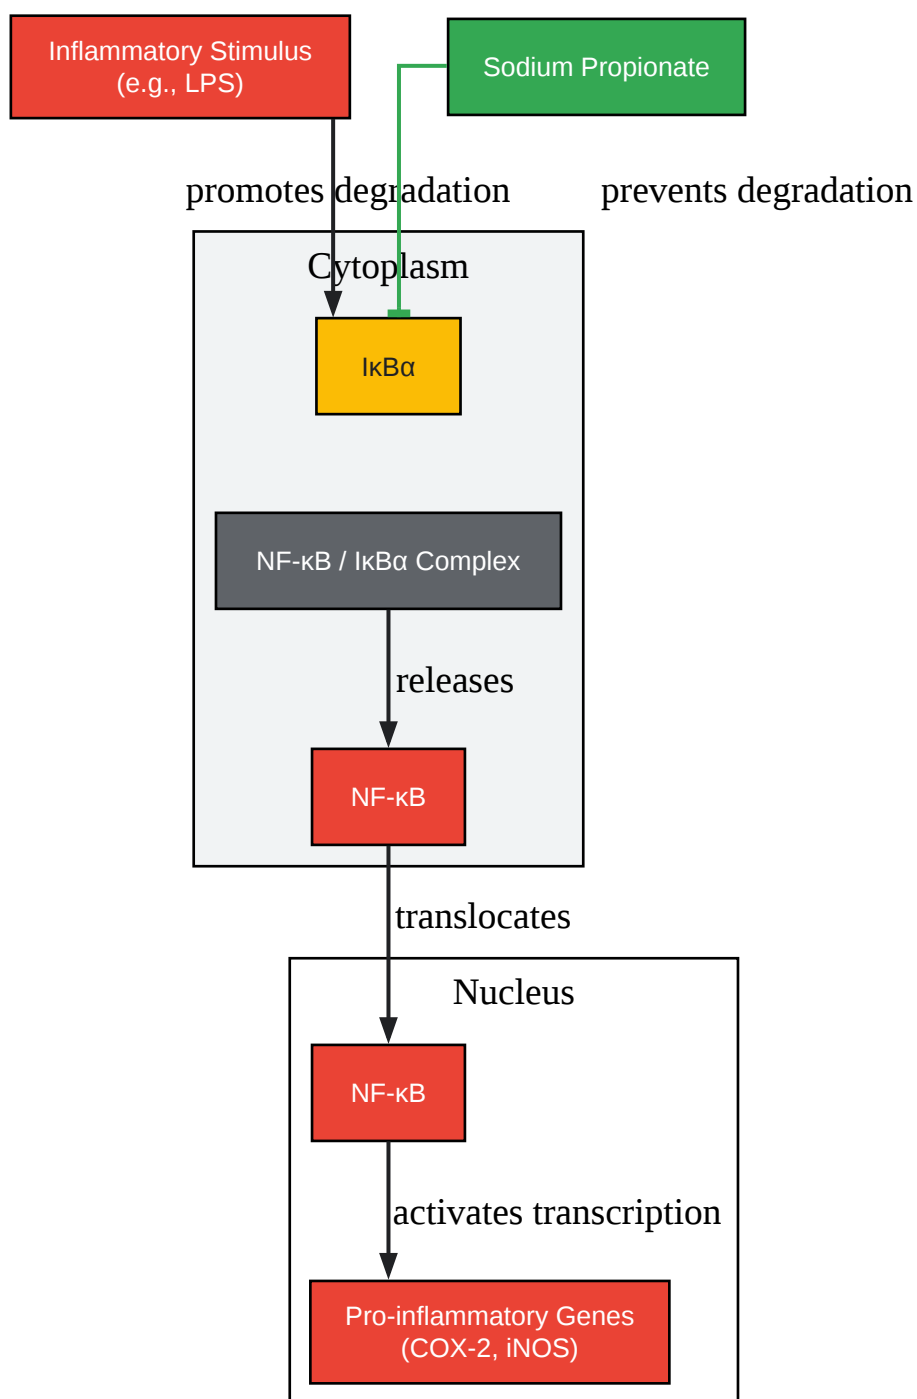 Inflammatory Stimulus
(e.g., LPS)
Sodium Propionate
promotes degradation
prevents degradation
Cytoplasm
IκBα
NF-κB / IκBα Complex
releases
NF-κB
translocates
Nucleus
NF-κB
activates transcription
Pro-inflammatory Genes
(COX-2, iNOS)